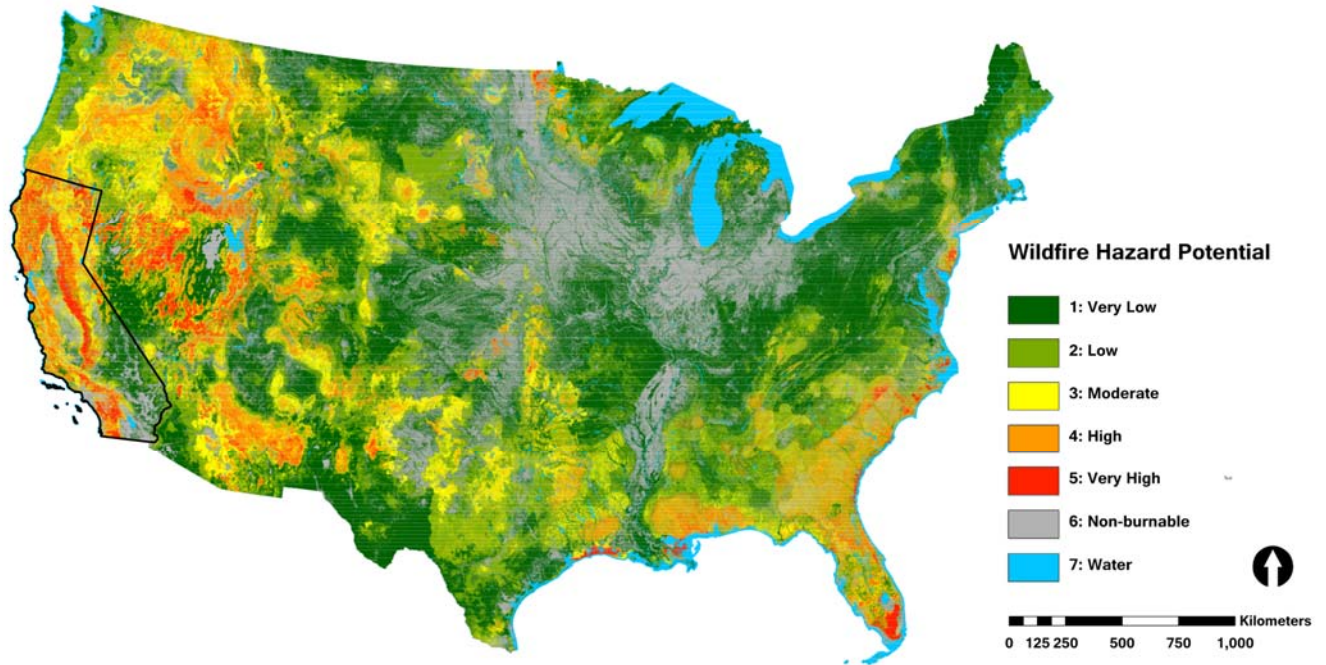 Wildfire Hazard Potential
1: Very Low
2: Low
3: Moderate
4: High
5: Very High
6: Non-burnable
7: Water
Kilometers
0 125 250 500 750 1,000